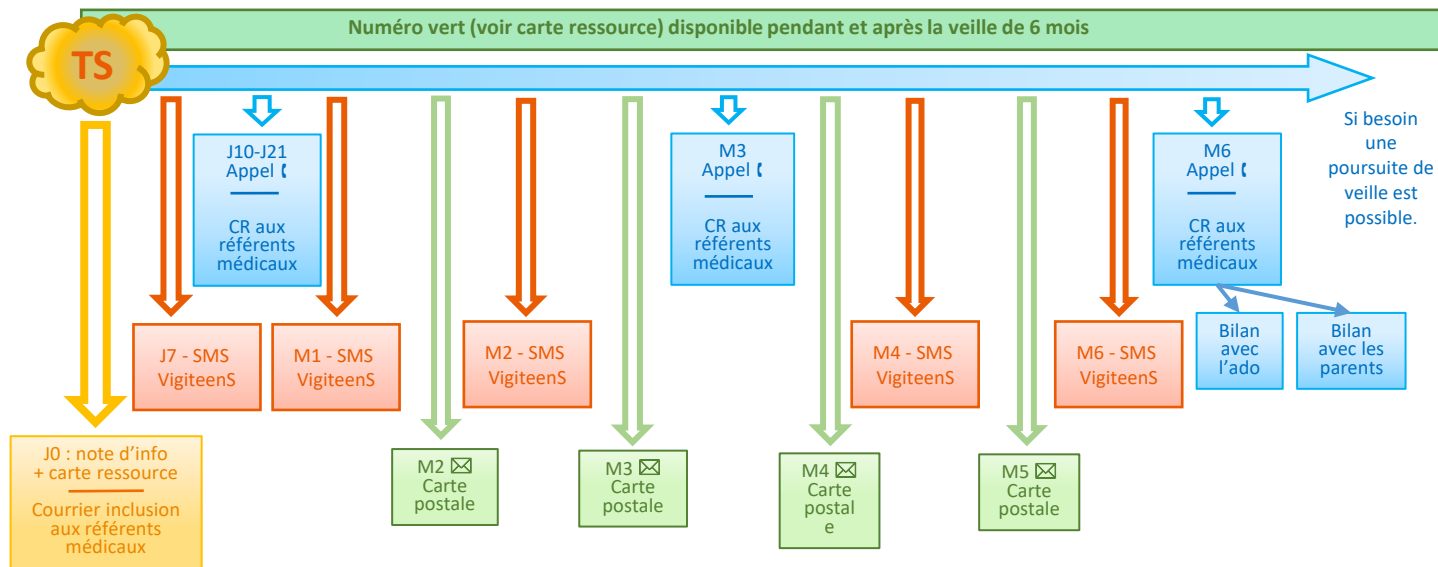 Numéro vert (voir carte ressource) disponible pendant et après la veille de 6 mois
TS
J10-J21
Appel
CR aux
référents
médicaux
M3
Appel
CR aux
référents
médicaux
M6
Appel
CR aux
référents
médicaux
Si besoin
une
poursuite de
veille est
possible.
J7 - SMS
VigiteenS
M1 - SMS
VigiteenS
M2 - SMS
VigiteenS
M4 - SMS
VigiteenS
M6 - SMS
VigiteenS
Bilan
avec
l’ado
Bilan
avec les
parents
J0 : note d’info
+ carte ressource
Courrier inclusion
aux référents
médicaux
M2
Carte
postale
M3
Carte
postale
M4
Carte
postal
e
M5
Carte
postale